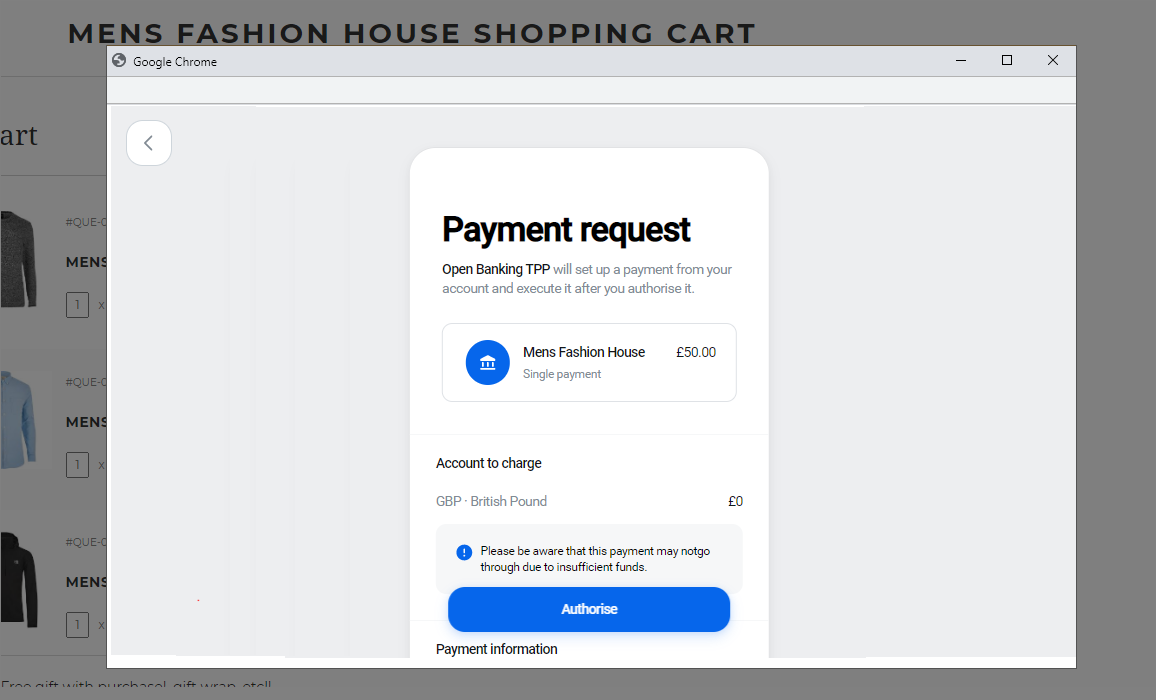 MENS FASHION HOUSE SHOPPING CART
Google Chrome
art
#QUE-0
MENS
1 x
#QUE-0
MENS
1 x
#QUE-0
MENS
1 x
Payment request
Open Banking TPP will set up a payment from your
account and execute it after you authorise it.
Mens Fashion House £50.00
Single payment
Account to charge
GBP · British Pound £0
Please be aware that this payment may notgo
through due to insufficient funds.
Authorise
Payment information
Free gift with purchase!, gift wrap, etc!!